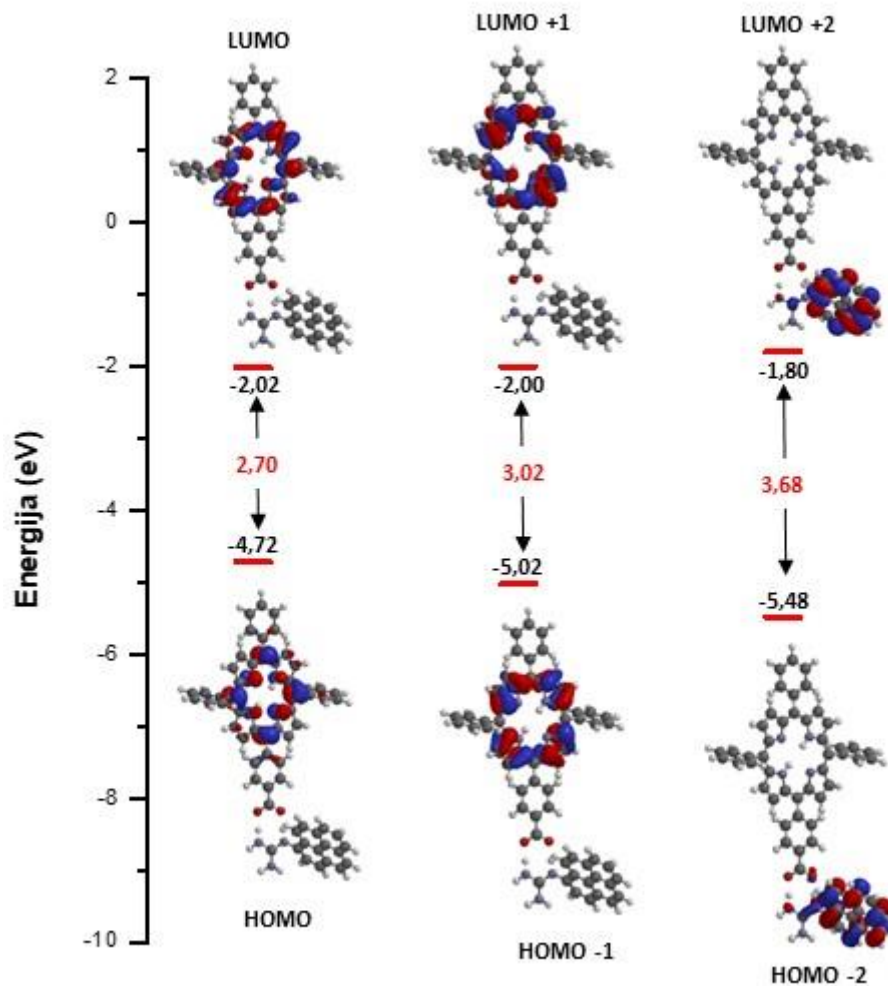 LUMO
LUMO +1
LUMO +2
2
0
-2
-4
-6
-8
-10
Energija (eV)
-2,02
-2,00
-1,80
2,70
3,02
3,68
-4,72
-5,02
-5,48
HOMO
HOMO -1
HOMO -2